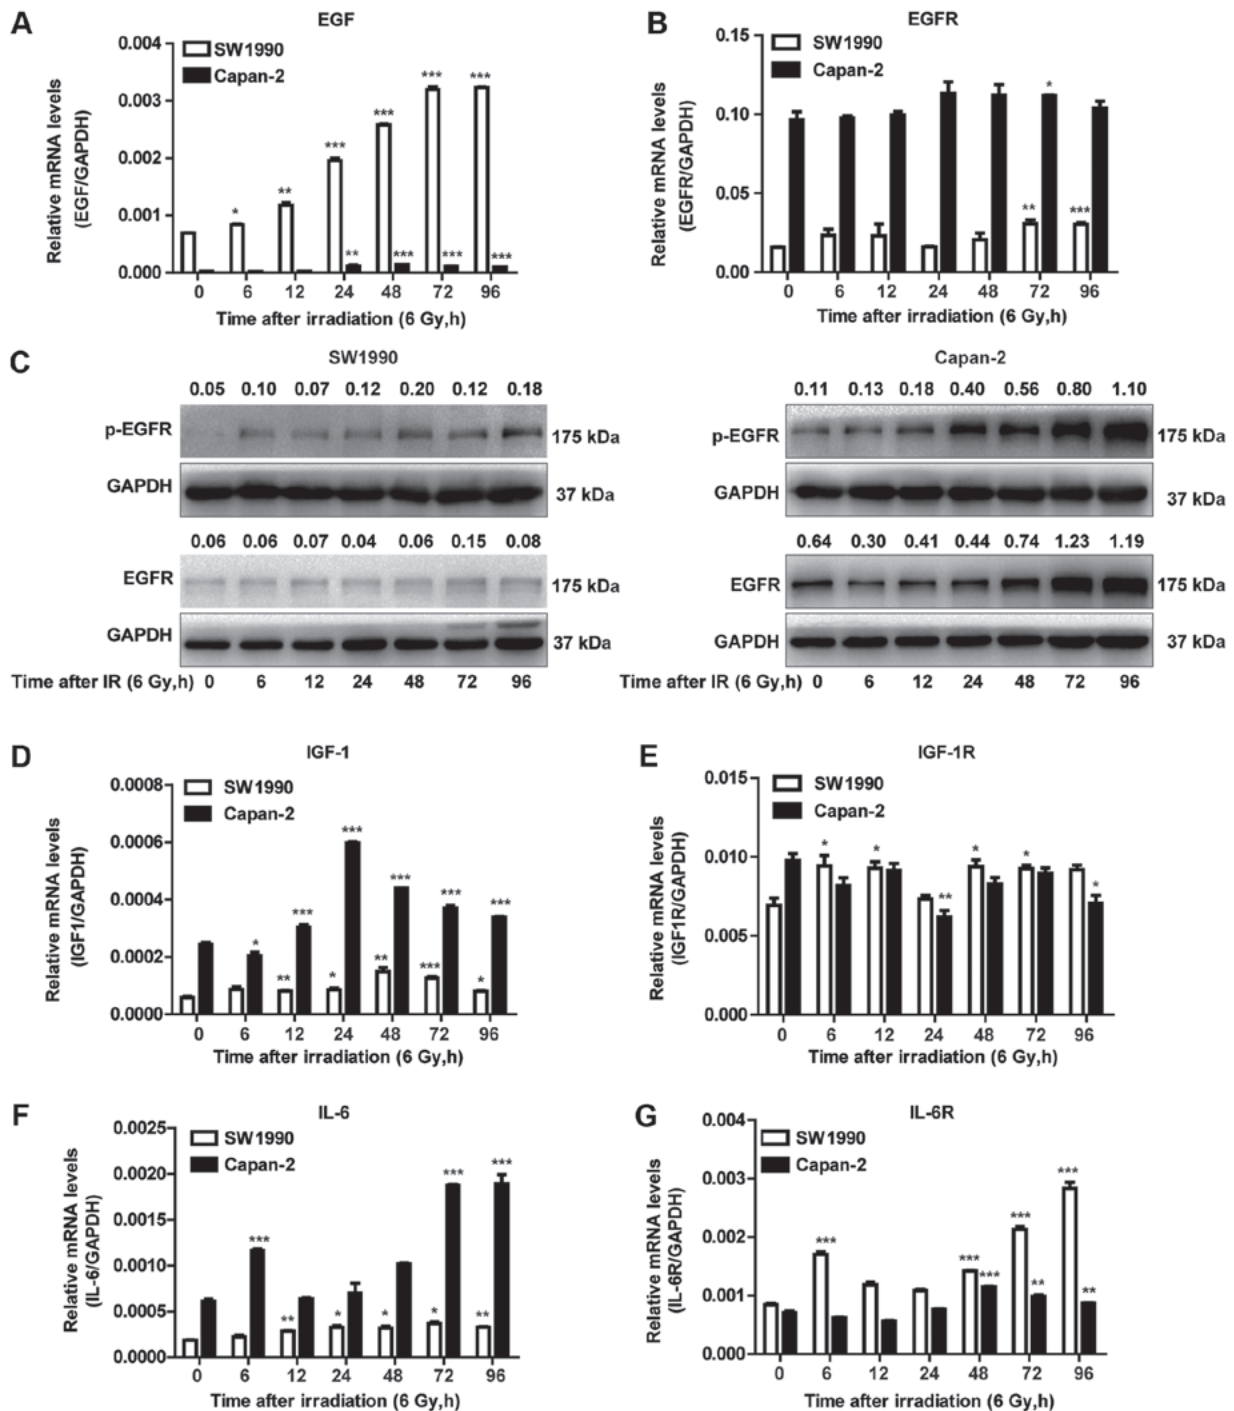 A
EGF
0.004
0.003
0.002
0.001
0.000
Relative mRNA levels
(EGF/GAPDH)
SW1990
Capan-2
*
**
***
**
***
***
***
***
***
***
0 6 12 24 48 72 96
Time after irradiation (6 Gy,h)
B
EGFR
0.15
0.10
0.05
0.00
Relative mRNA levels
(EGFR/GAPDH)
SW1990
Capan-2
**
*
***
0 6 12 24 48 72 96
Time after irradiation (6 Gy,h)
C
SW1990
0.05 0.10 0.07 0.12 0.20 0.12 0.18
p-EGFR 175 kDa
GAPDH 37 kDa
0.06 0.06 0.07 0.04 0.06 0.15 0.08
EGFR 175 kDa
GAPDH 37 kDa
Time after IR (6 Gy,h) 0 6 12 24 48 72 96
Capan-2
0.11 0.13 0.18 0.40 0.56 0.80 1.10
p-EGFR 175 kDa
GAPDH 37 kDa
0.64 0.30 0.41 0.44 0.74 1.23 1.19
EGFR 175 kDa
GAPDH 37 kDa
Time after IR (6 Gy,h) 0 6 12 24 48 72 96
D
IGF-1
0.0008
0.0006
0.0004
0.0002
0.0000
Relative mRNA levels
(IGF1/GAPDH)
SW1990
Capan-2
*
**
***
*
***
**
***
***
***
*
***
0 6 12 24 48 72 96
Time after irradiation (6 Gy,h)
E
IGF-1R
0.015
0.010
0.005
0.000
Relative mRNA levels
(IGF1R/GAPDH)
SW1990
Capan-2
*
*
**
*
*
*
0 6 12 24 48 72 96
Time after irradiation (6 Gy,h)
F
IL-6
0.0025
0.0020
0.0015
0.0010
0.0005
0.0000
Relative mRNA levels
(IL-6/GAPDH)
SW1990
Capan-2
***
**
*
*
*
***
**
***
0 6 12 24 48 72 96
Time after irradiation (6 Gy,h)
G
IL-6R
0.004
0.003
0.002
0.001
0.000
Relative mRNA levels
(IL-6R/GAPDH)
SW1990
Capan-2
***
***
***
***
**
***
**
0 6 12 24 48 72 96
Time after irradiation (6 Gy,h)